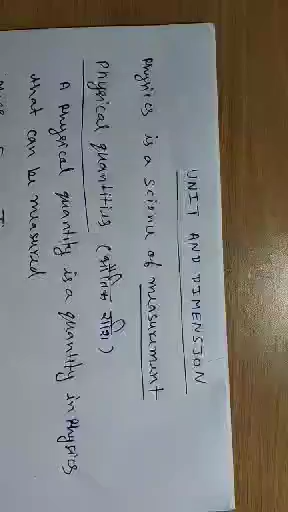 UNIT AND DIMENSION
Physics is a science of measurement
Physical quantities (भौतिक राशि)
A Physical quantity is a quantity in Physics
that can be measured